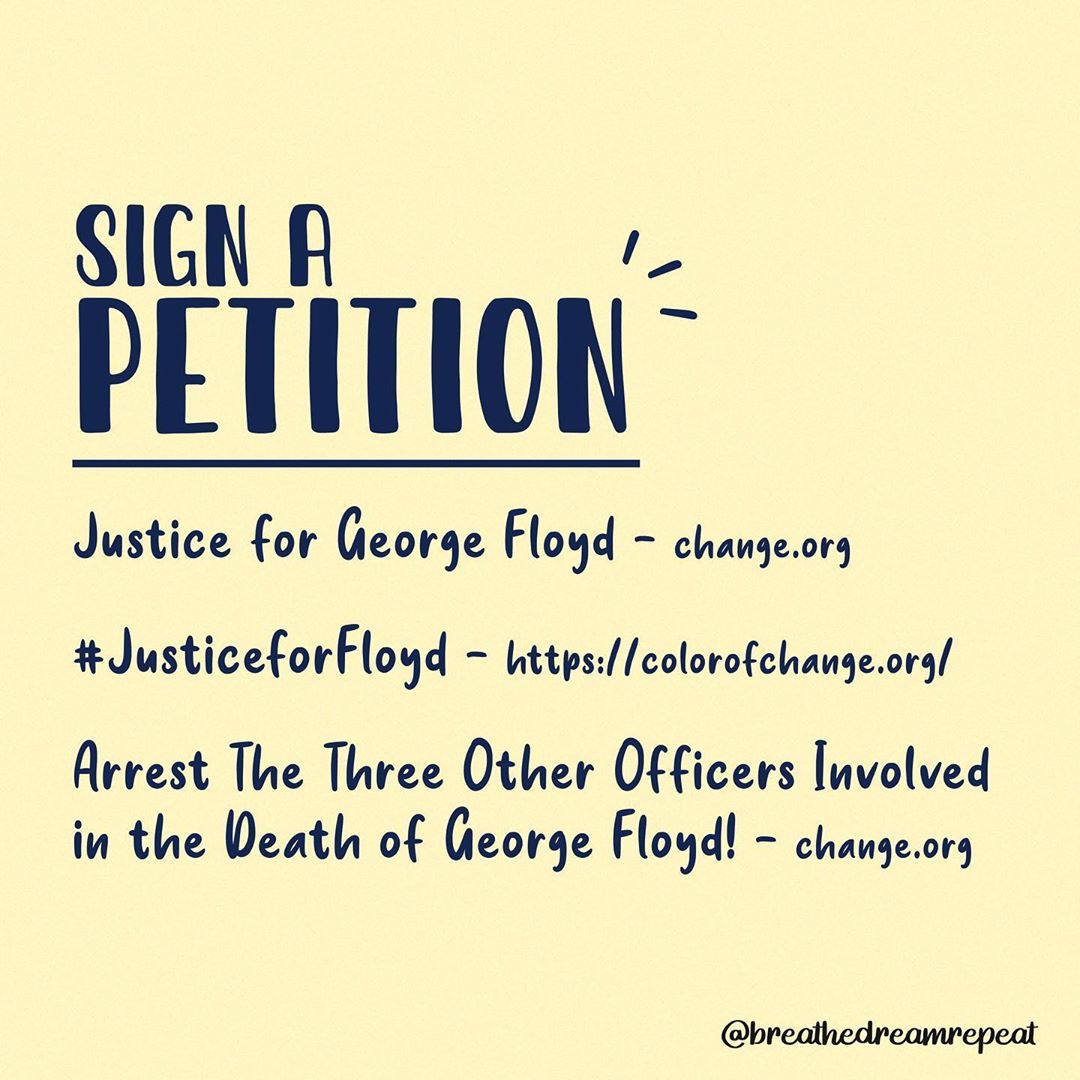 SIGN A
PETITION
Justice for George Floyd - change.org
#JusticeforFloyd - https://colorofchange.org/
Arrest The Three Other Officers Involved
in the Death of George Floyd! - change.org
@breathedreamrepeat